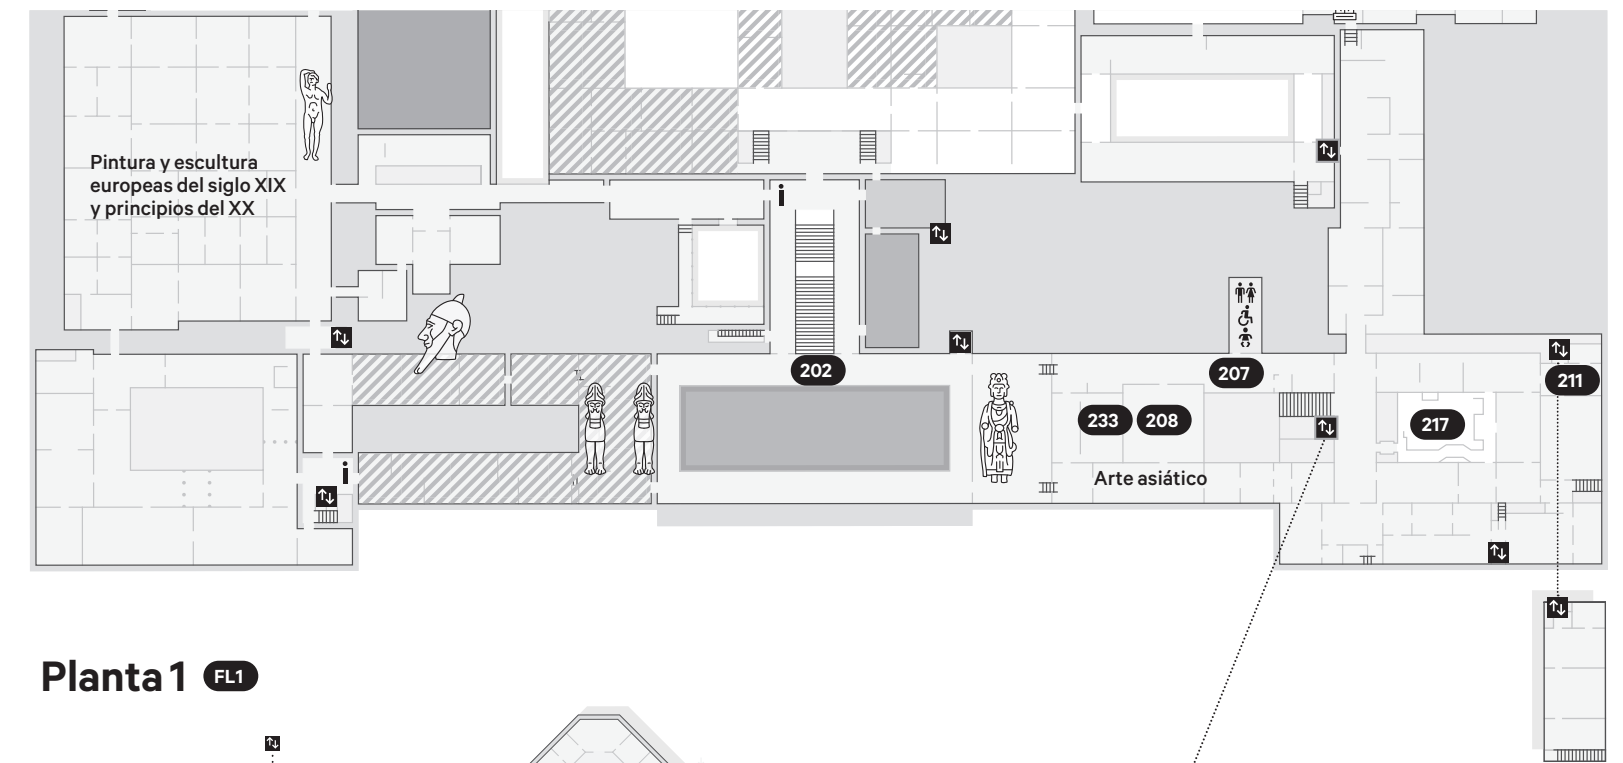 Pintura y escultura
europeas del siglo XIX
y principios del XX
i
202
207
211
233
208
217
Arte asiático
i
Planta 1 FL1